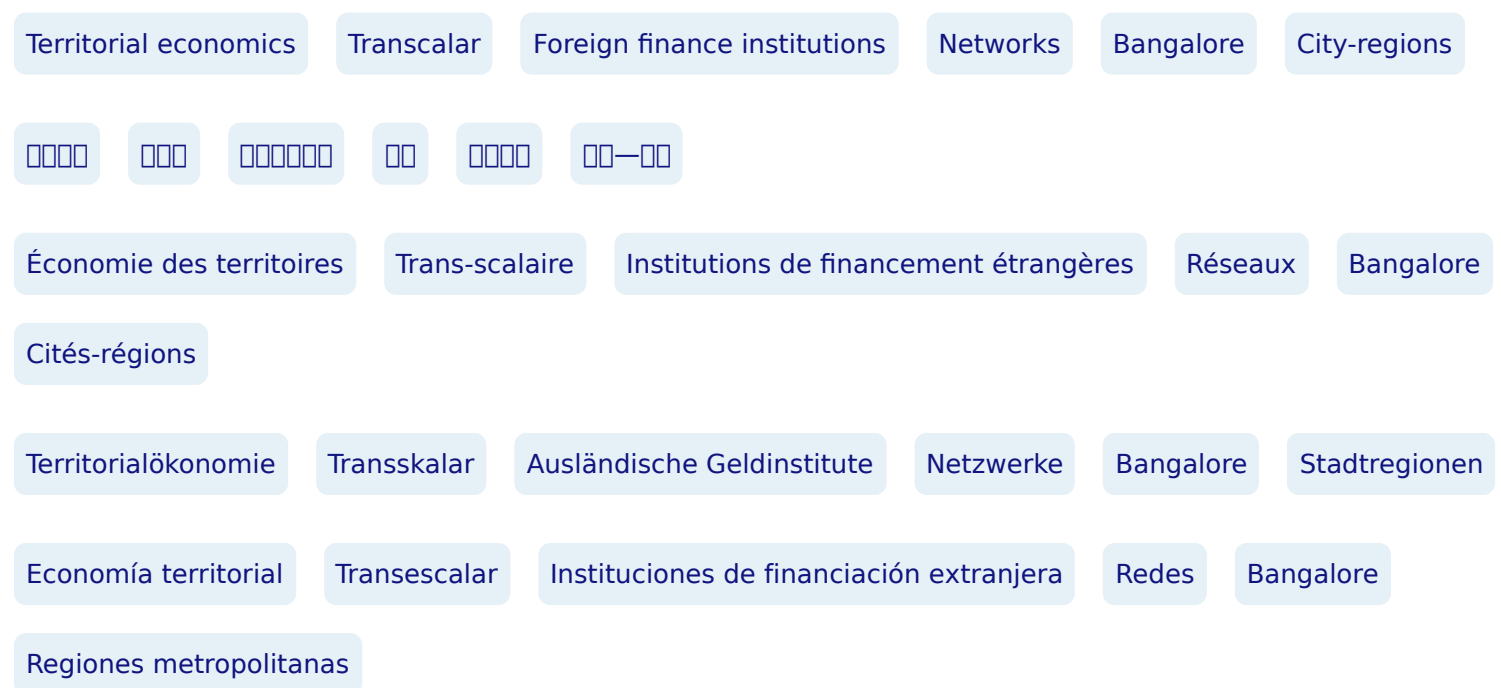 Territorial economics Transcalar Foreign finance institutions Networks Bangalore City-regions
Économie des territoires Trans-scalaire Institutions de financement étrangères Réseaux Bangalore
Cités-régions
Territorialökonomie Transskalar Ausländische Geldinstitute Netzwerke Bangalore Stadtregionen
Economía territorial Transescalar Instituciones de financiación extranjera Redes Bangalore
Regiones metropolitanas